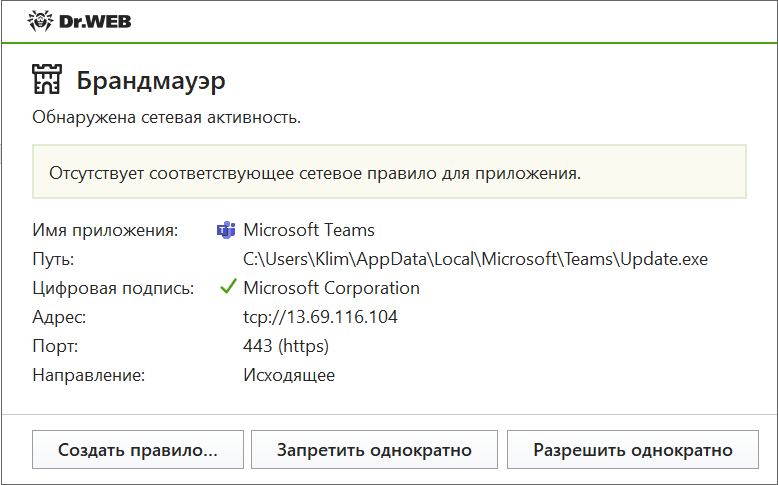 Dr.WEB
Брандмауэр
Обнаружена сетевая активность.
Отсутствует соответствующее сетевое правило для приложения.
Имя приложения: Microsoft Teams
Путь: C:\Users\Klim\AppData\Local\Microsoft\Teams\Update.exe
Цифровая подпись: Microsoft Corporation
Адрес: tcp://13.69.116.104
Порт: 443 (https)
Направление: Исходящее
Создать правило... Запретить однократно Разрешить однократно